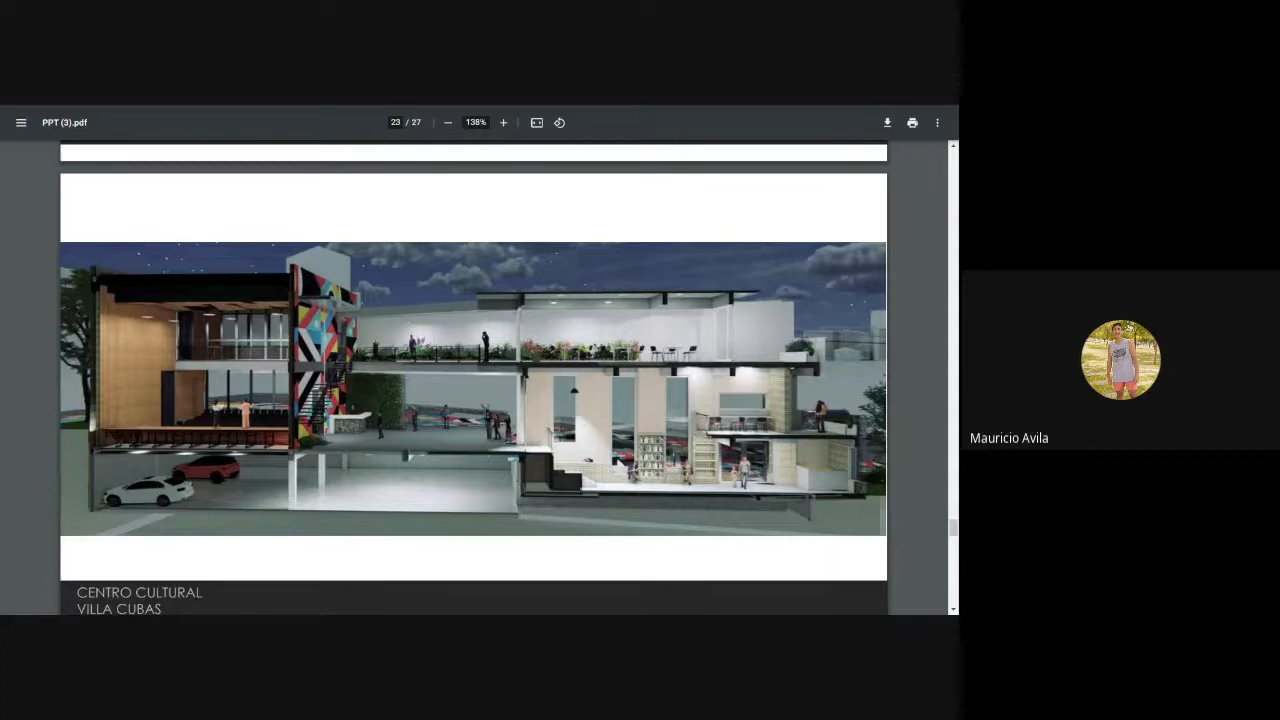 PPT (3).pdf
23 / 27
138%
CENTRO CULTURAL
VILLA CUBAS
Mauricio Avila